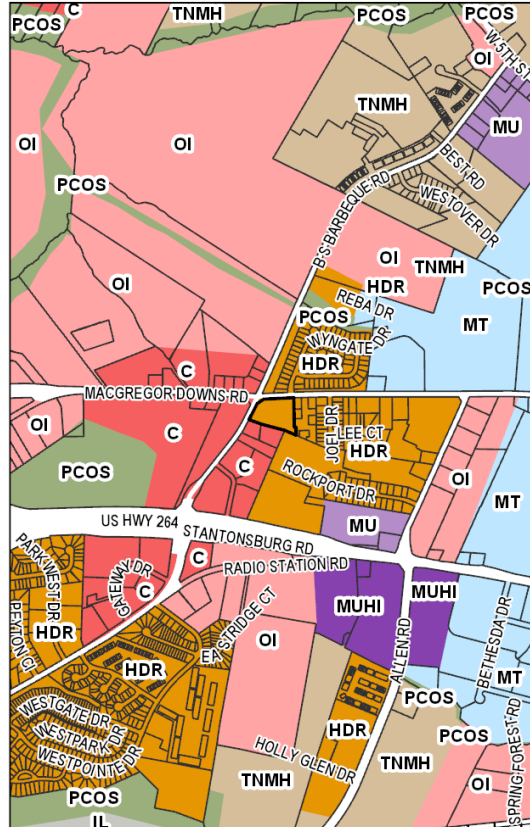 C
PCOS
TNMH
PCOS
PCOS
W 5TH ST
OI
TNMH
MU
OI
OI
BEST RD
PCOS
WESTOVER DR
B'S BARBEQUE RD
OI
OI
TNMH
HDR
PCOS
REBA DR
PCOS
MT
WYNGATE DR
HDR
C
MACGREGOR DOWNS RD
OI
JOEL DR
LEE CT
C
HDR
C
OI
PCOS
ROCKPORT DR
MT
US HWY 264
MU
STANTONSBURG RD
PARK WEST DR
C
RADIO STATION RD
GATEWAY DR
C
MUHI
MUHI
PEYTON CI
EASTRIDGE CT
ALLEN RD
BETHESDA DR
HDR
OI
HDR
MT
PCOS
WESTGATE DR
HDR
WESTPARK DR
WESTPOINTE DR
HOLLY GLEN DR
TNMH
TNMH
OI
SPRING FOREST RD
PCOS
IL